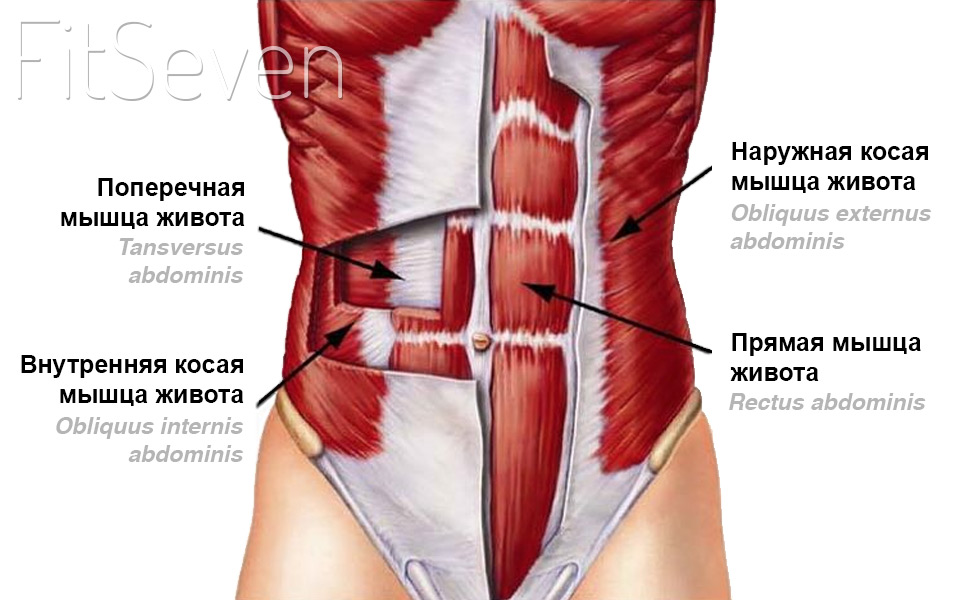 FitSeven
Поперечная
мышца живота
Tansversus
abdominis
Внутренняя косая
мышца живота
Obliquus internis
abdominis
Наружная косая
мышца живота
Obliquus externus
abdominis
Прямая мышца
живота
Rectus abdominis